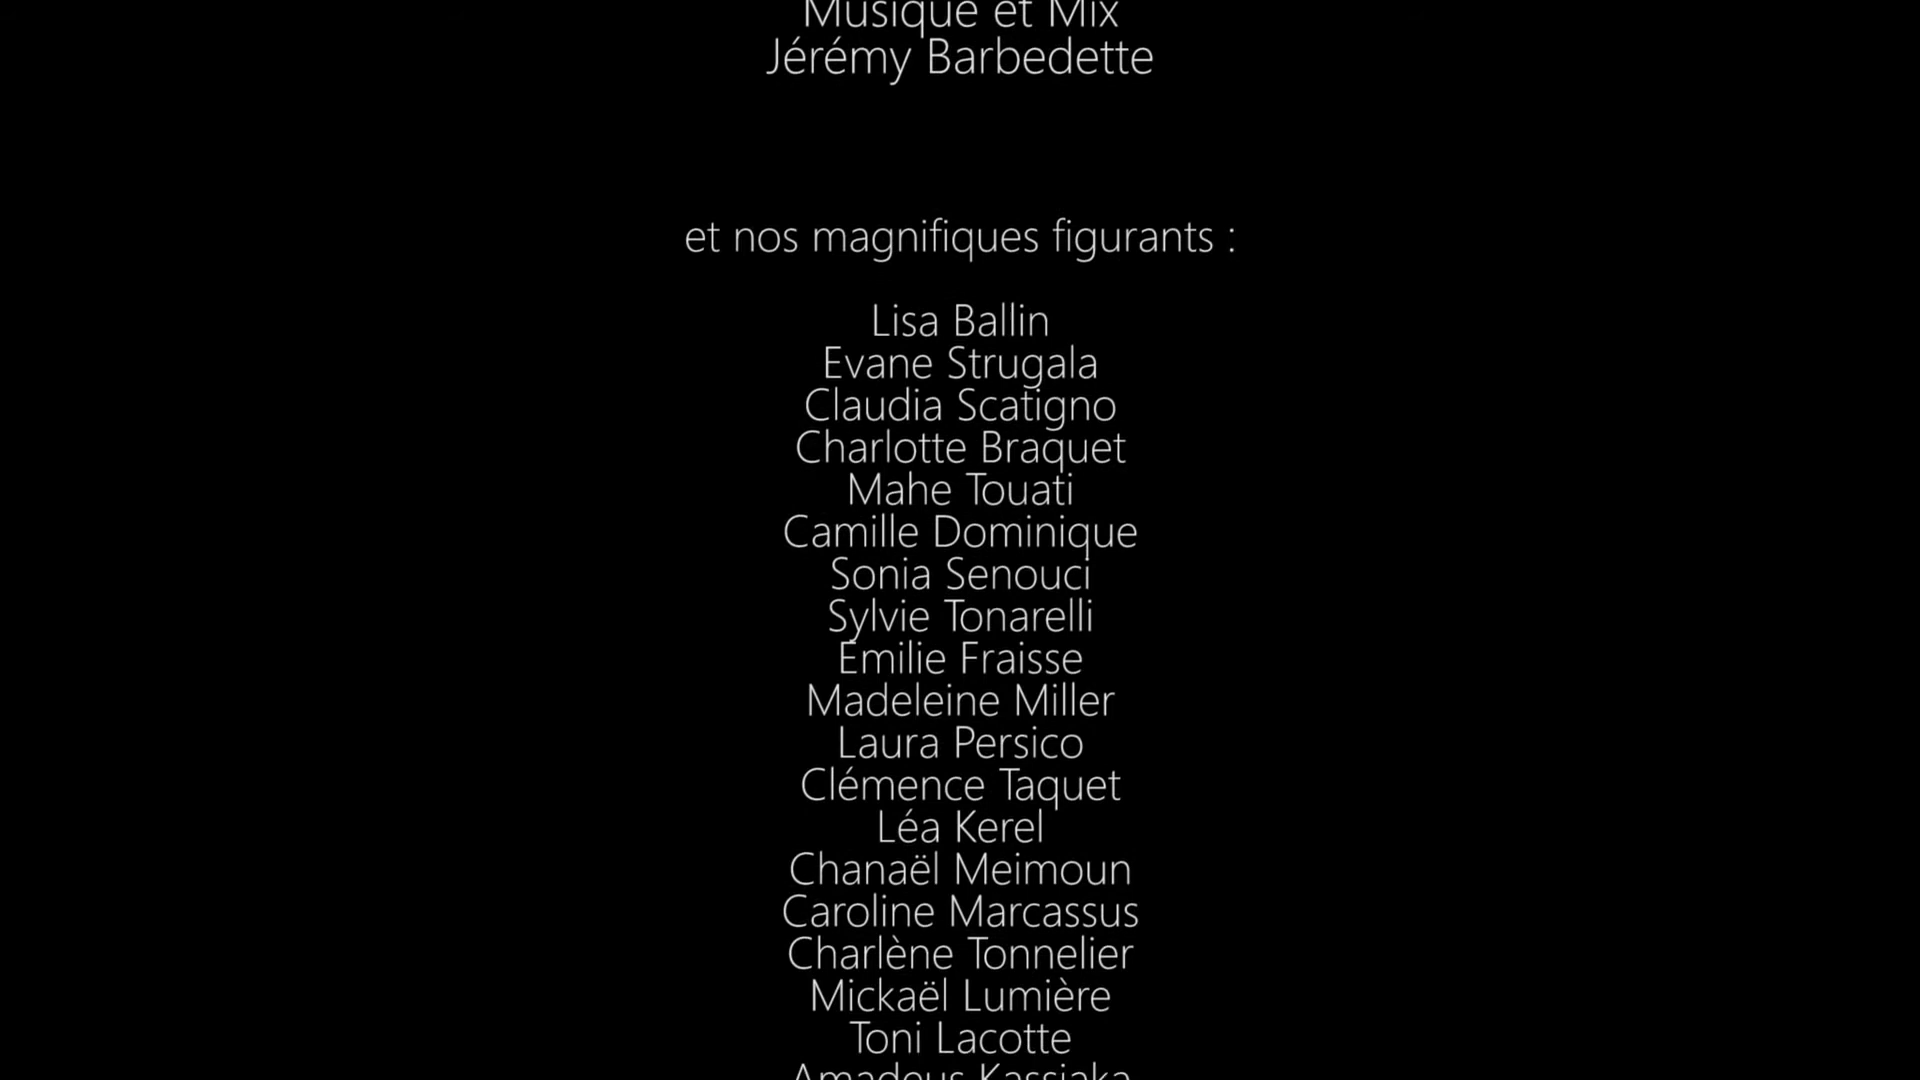 Musique et Mix
Jérémy Barbedette
et nos magnifiques figurants :
Lisa Ballin
Evane Strugala
Claudia Scatigno
Charlotte Braquet
Mahe Touati
Camille Dominique
Sonia Senouci
Sylvie Tonarelli
Émilie Fraisse
Madeleine Miller
Laura Persico
Clémence Taquet
Léa Kerel
Chanaël Meimoun
Caroline Marcassus
Charlène Tonnelier
Mickaël Lumière
Toni Lacotte
Amadeus